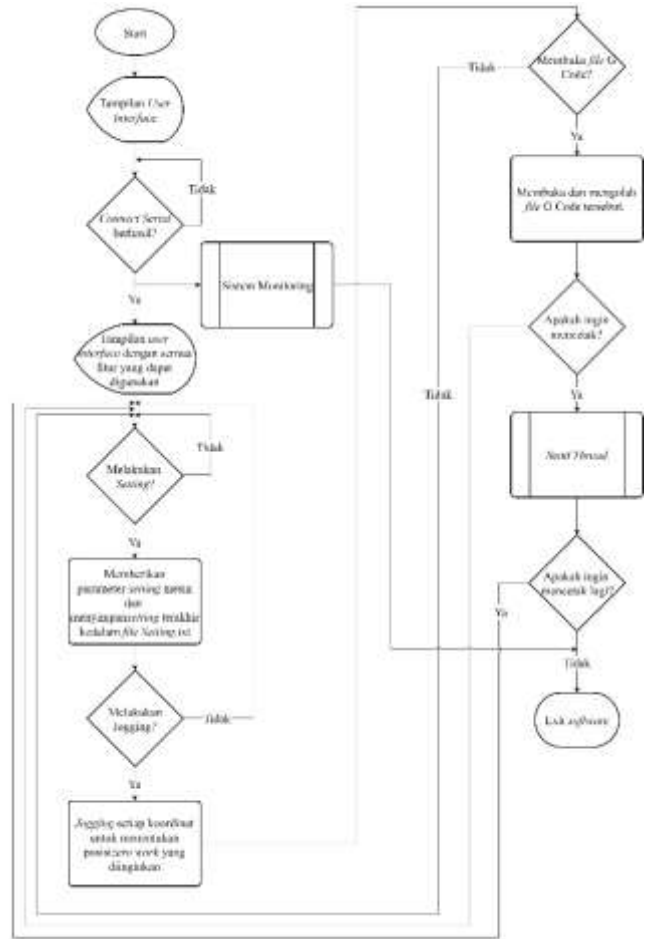 Start
Tampilan User
Interface
Tidak
Connect Serial
berhasil?
Sistem Monitoring
Ya
Tampilan user
interface dengan semua
fitur yang dapat
digunakan
Tidak
Melakukan
Setting?
Ya
Memberikan
parameter setting mesin
dan
menyimpan setting terakhir
kedalam file Setting.txt
Melakukan
Jogging?
Tidak
Ya
Jogging setiap koordinat
untuk menentukan
posisi zero work yang
diinginkan
Tidak
Membuka file G
Code?
Ya
Membuka dan mengolah
file G Code tersebut.
Apakah ingin
mencetak?
Tidak
Ya
Thread
Apakah ingin
mencetak lagi?
Ya
Tidak
Exit software